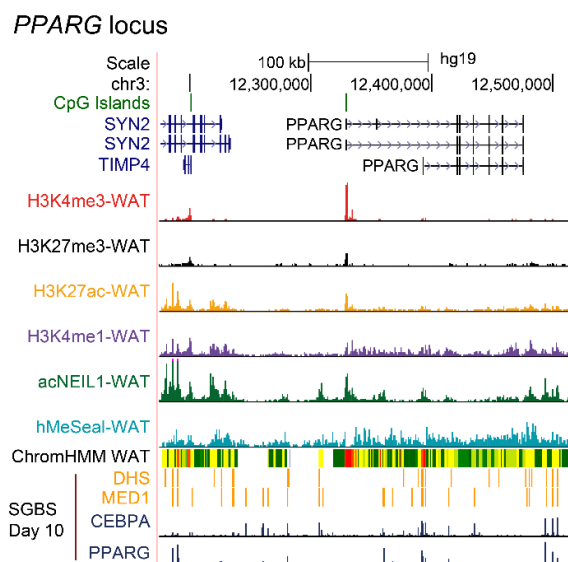 PPARG locus
Scale 100 kb hg19
chr3: 12,300,000 12,400,000 12,500,000
CpG Islands
SYN2 PPARG
SYN2 PPARG
TIMP4 PPARG
H3K4me3-WAT
H3K27me3-WAT
H3K27ac-WAT
H3K4me1-WAT
acNEIL1-WAT
hMeSeal-WAT
ChromHMM WAT
DHS
MED1
SGBS
Day 10
CEBPA
PPARG